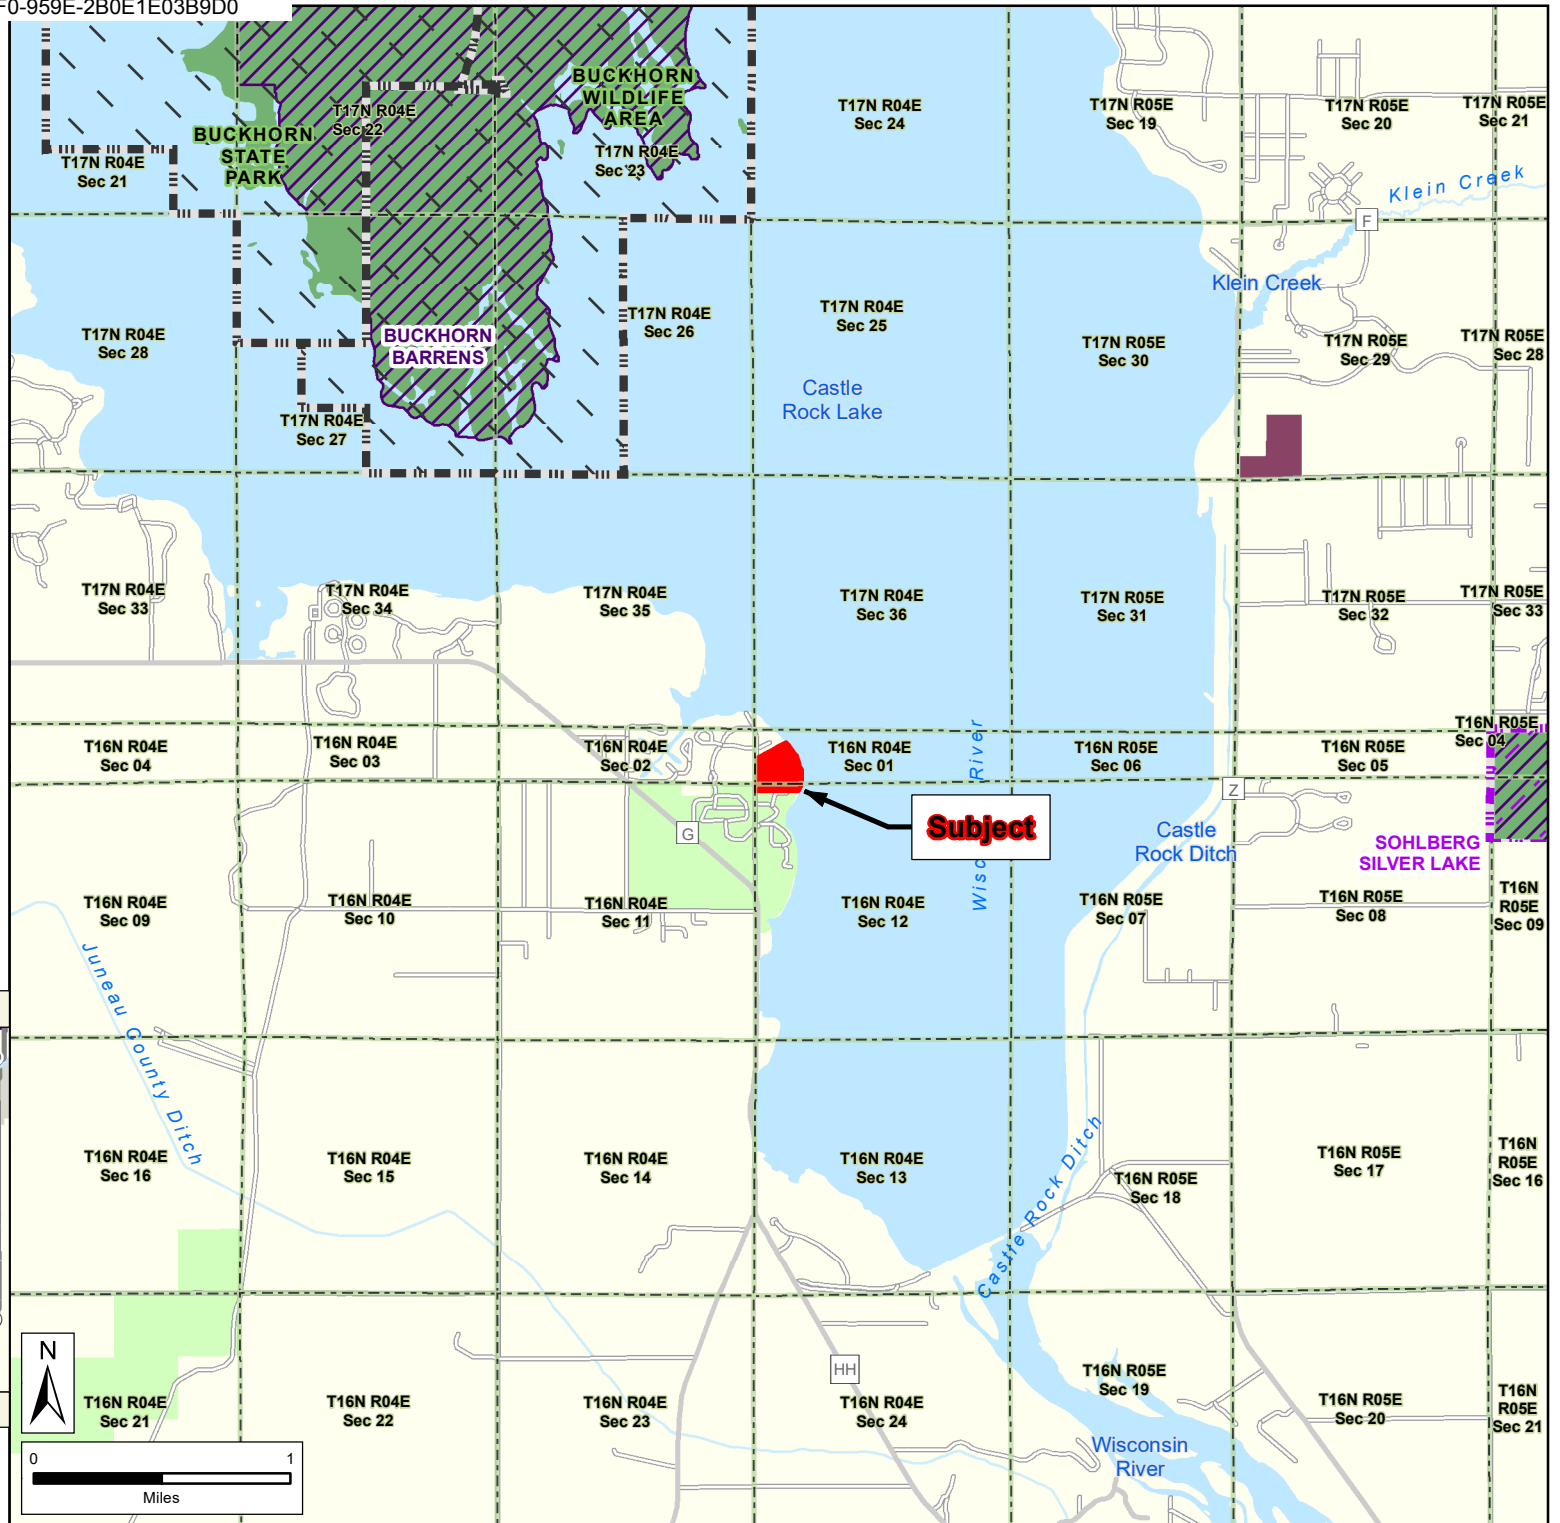 F0-959E-2B0E1E03B9D0
BUCKHORN
WILDLIFE
AREA
T17N R04E
Sec 22
BUCKHORN
STATE
PARK
T17N R04E
Sec 21
T17N R04E
Sec 23
T17N R04E
Sec 24
T17N R05E
Sec 19
T17N R05E
Sec 20
T17N R05E
Sec 21
Klein Creek
F
Klein Creek
T17N R04E
Sec 28
BUCKHORN
BARRENS
T17N R04E
Sec 26
T17N R04E
Sec 25
T17N R05E
Sec 30
T17N R05E
Sec 29
T17N R05E
Sec 28
Castle
Rock Lake
T17N R04E
Sec 27
T17N R04E
Sec 33
T17N R04E
Sec 34
T17N R04E
Sec 35
T17N R04E
Sec 36
T17N R05E
Sec 31
T17N R05E
Sec 32
T17N R05E
Sec 33
T16N R04E
Sec 04
T16N R04E
Sec 03
T16N R04E
Sec 02
T16N R04E
Sec 01
T16N R05E
Sec 06
T16N R05E
Sec 05
T16N R05E
Sec 04
Z
G
Subject
Wisc
River
Castle
Rock Ditch
SOHLBERG
SILVER LAKE
T16N R04E
Sec 09
T16N R04E
Sec 10
T16N R04E
Sec 11
T16N R04E
Sec 12
T16N R05E
Sec 07
T16N R05E
Sec 08
T16N
R05E
Sec 09
Juneau County Ditch
T16N R04E
Sec 16
T16N R04E
Sec 15
T16N R04E
Sec 14
T16N R04E
Sec 13
Castle Rock Ditch
T16N R05E
Sec 18
T16N R05E
Sec 17
T16N
R05E
Sec 16
N
T16N R04E
Sec 21
T16N R04E
Sec 22
T16N R04E
Sec 23
HH
T16N R04E
Sec 24
T16N R05E
Sec 19
T16N R05E
Sec 20
T16N
R05E
Sec 21
Wisconsin
River
0 1
Miles